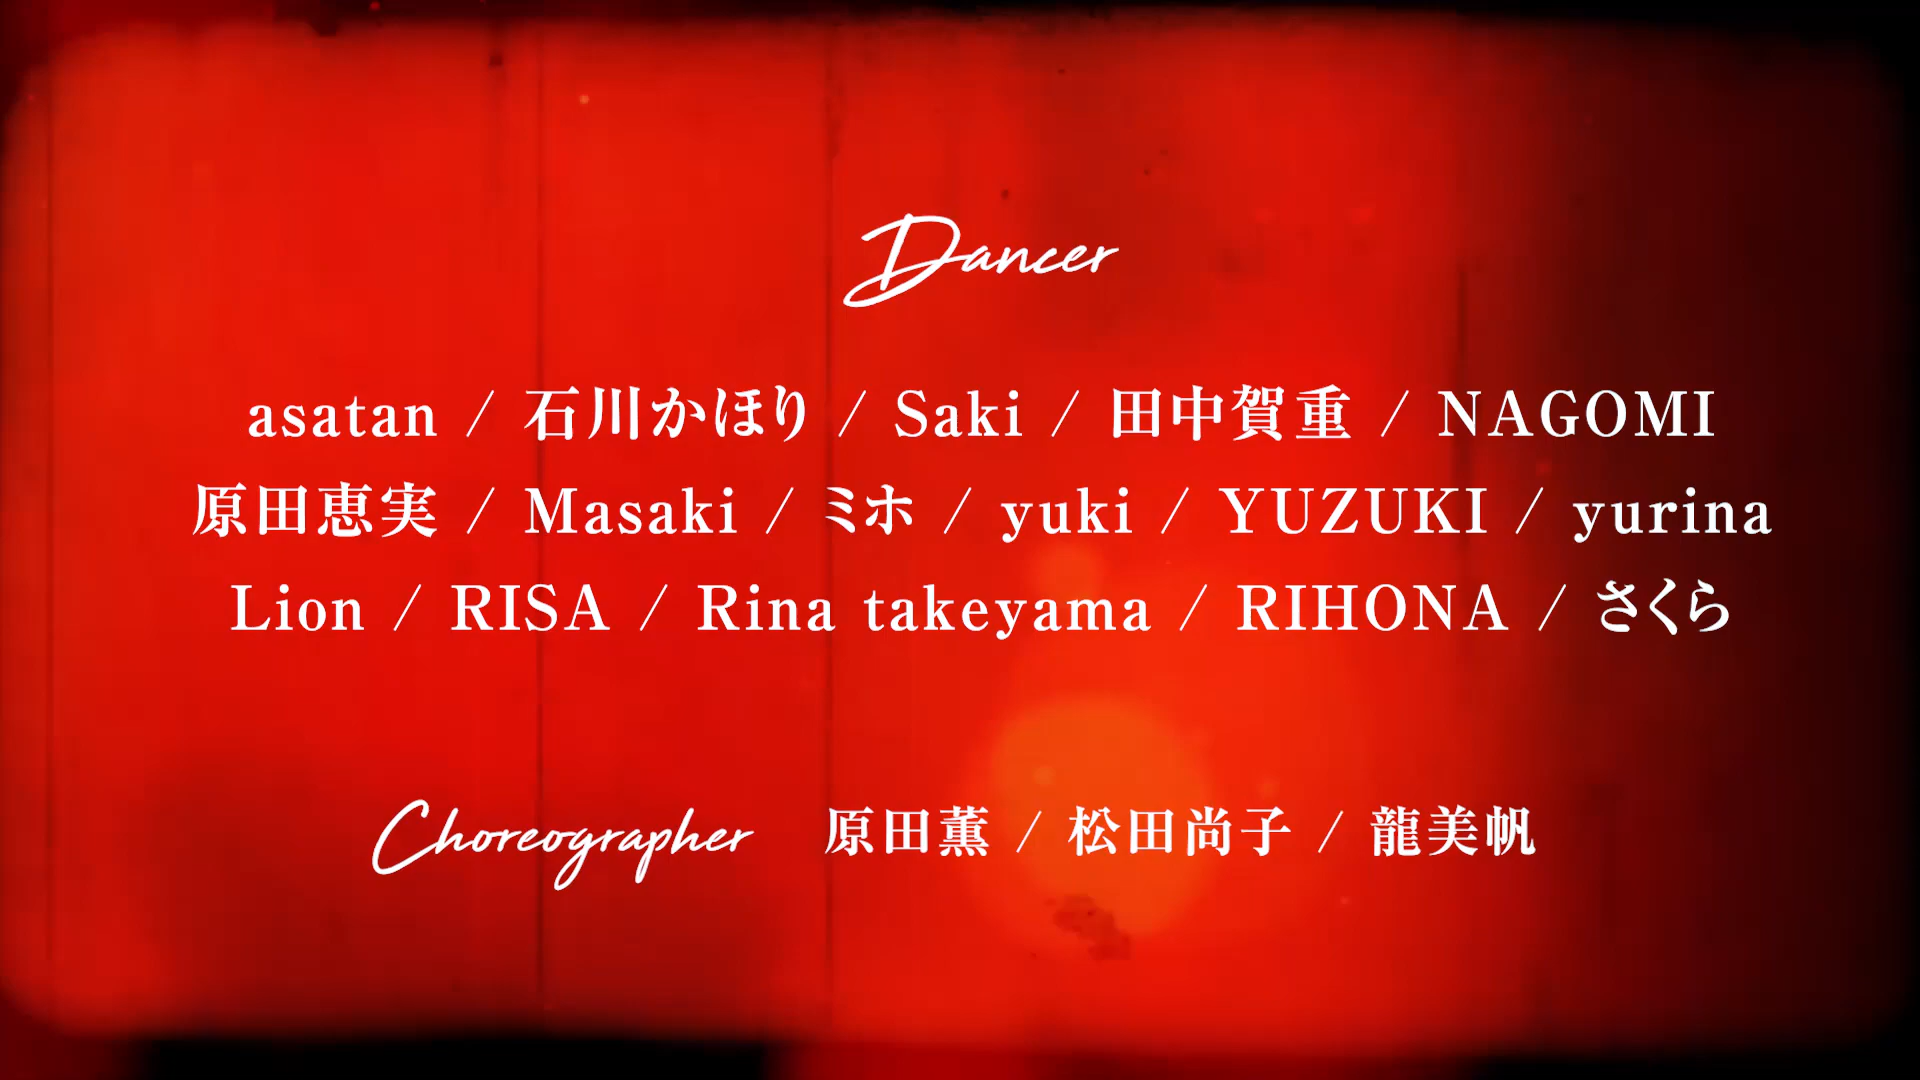 Dancer
asatan / 石川かほり / Saki / 田中賀重 / NAGOMI
原田恵実 / Masaki / ミホ / yuki / YUZUKI / yurina
Lion / RISA / Rina takeyama / RIHONA / さくら
Choreographer 原田薫 / 松田尚子 / 龍美帆